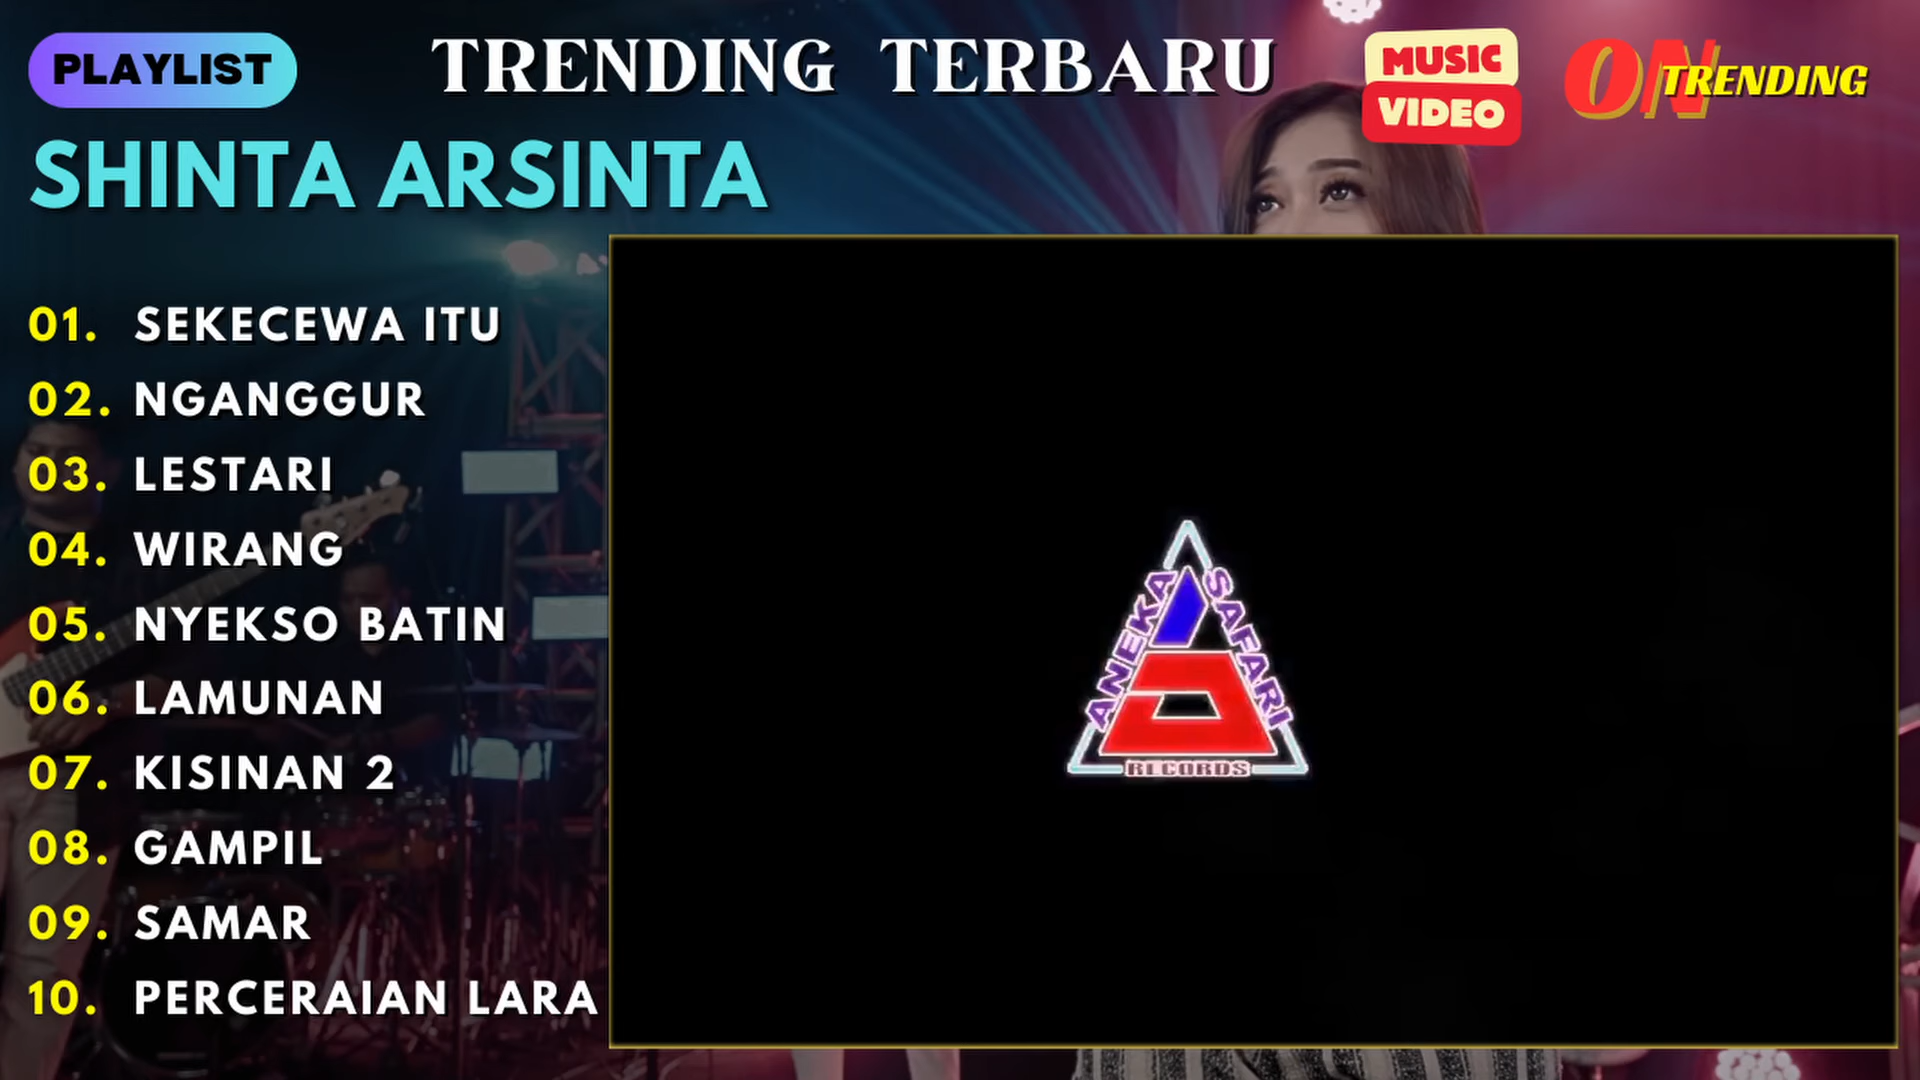 PLAYLIST
TRENDING TERBARU
MUSIC
VIDEO
ON TRENDING
SHINTA ARSINTA
01. SEKECEWA ITU
02. NGANGGUR
03. LESTARI
04. WIRANG
05. NYEKSO BATIN
06. LAMUNAN
07. KISINAN 2
08. GAMPIL
09. SAMAR
10. PERCERAIAN LARA
ANEKA SAFARI
RECORDS